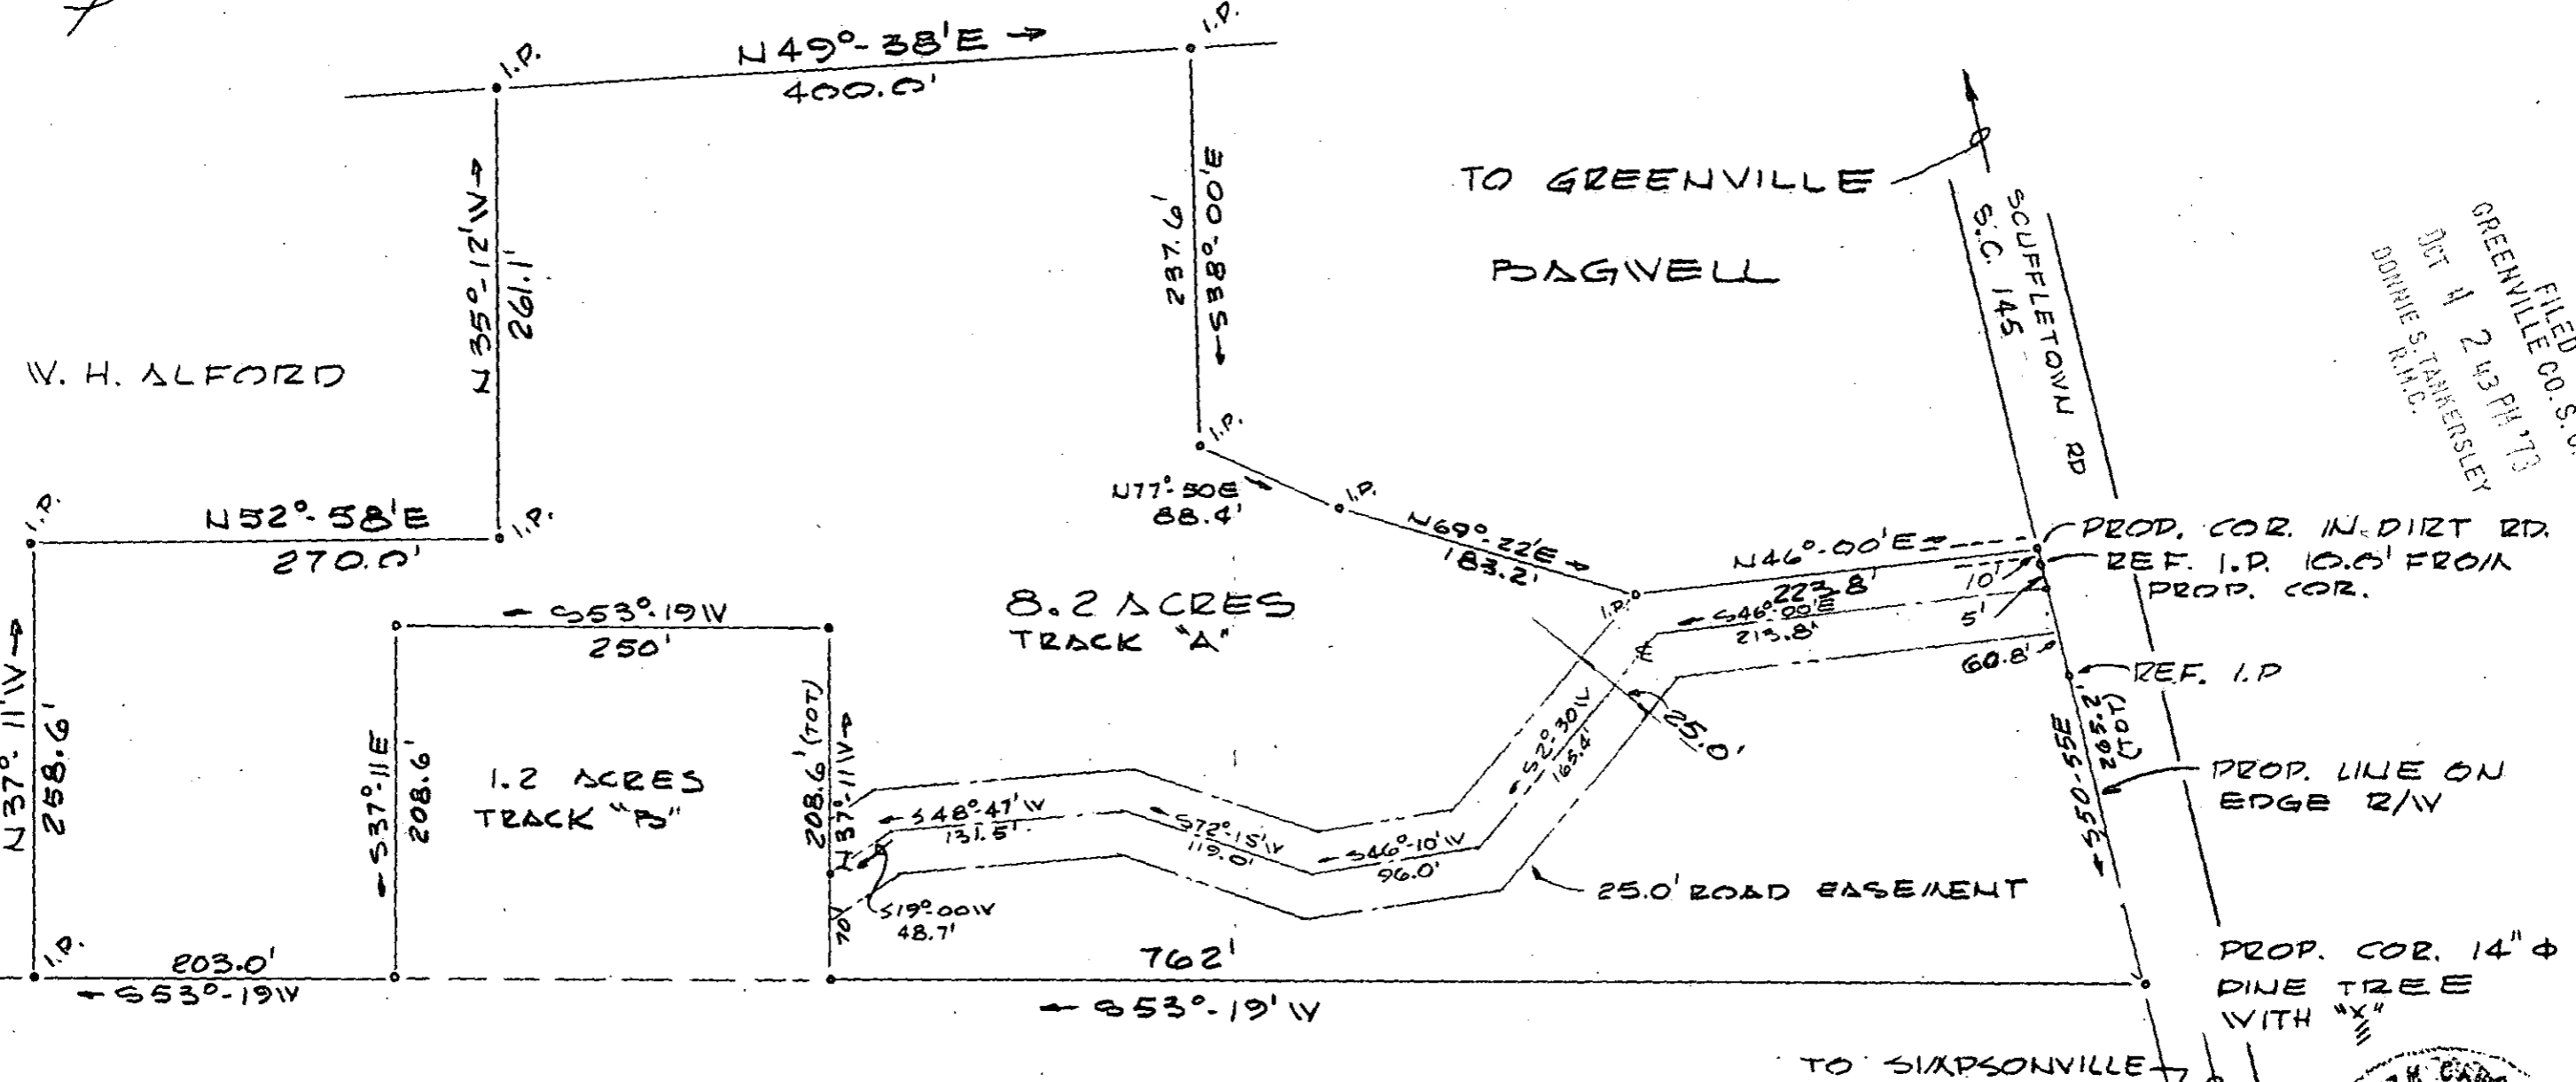 I.P.
N49°-38'E →
400.0'
I.P.
N35°-12'W →
261.1'
237.6'
← S38°-00'E
TO GREENVILLE
BAGWELL
SCUFFLETOWN RD
S.C. 145
FILED
GREENVILLE CO. S.C.
OCT 4 2 43 PM '73
DONNIE S. TANKERSLEY
R.M.C.
W. H. ALFORD
I.P.
N52°-58'E
270.0'
I.P.
I.P.
N77°-50E
88.4'
I.P.
N69°-22'E →
183.2'
I.P.
N46°-00'E
223.8'
← S46°-00'E
213.8'
10'
5'
60.8'
PROP. COR. IN DIRT RD.
REF. I.P. 10.0' FROM
PROP. COR.
REF. I.P
← S53°-19W
250'
8.2 ACRES
TRACK "A"
N37°-11'W →
258.6'
← S37°-11E
208.6'
1.2 ACRES
TRACK "B"
208.6' (TOT)
N37°-11W →
← S48°-47'W
131.5'
← S72°-15'W
119.0'
← S46°-10'W
96.0'
← S2°-30W
165.4'
25.0'
← S50-55E
265.2'
(TOT)
PROP. LINE ON
EDGE R/W
25.0' ROAD EASEMENT
S19°-00W
48.7'
70'
I.P.
203.0'
← S53°-19W
762'
← S53°-19'W
PROP. COR. 14" Φ
PINE TREE
WITH "X"
TO SIMPSONVILLE